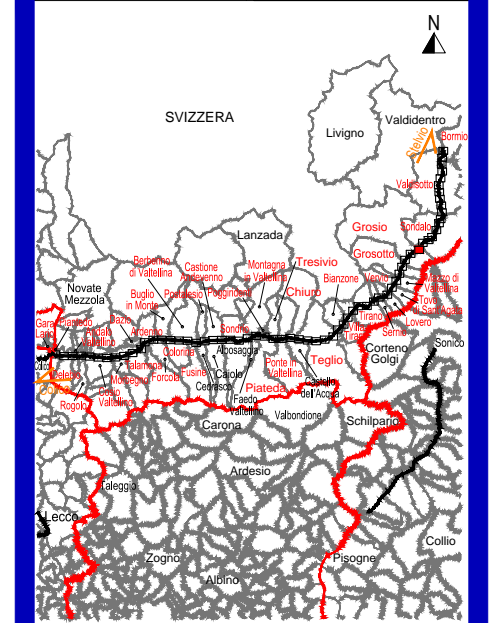 N
SVIZZERA
Valdidentro
Livigno
Bormio
Stelvio
Valdisotto
Grosio
Sondalo
Lanzada
Grosotto
Berbenno
di Valtellina
Castione
Andevenno
Montagna
in Valtellina
Tresivio
Bianzone
Vervio
Mazzo di
Valtellina
Novate
Mezzola
Buglio
in Monte
Postalesio
Poggiridenti
Chiuro
Tovo
di Sant'Agata
Gera
Lario
Piantedo
Dazio
Tirano
Lovero
Andalo
Valtellino
Ardenno
Sondrio
Villa di
Tirano
Sernio
Colorina
Albosaggia
Corteno
Golgi
Sonico
Delebio
Talamona
Fusine
Caiolo
Ponte in
Valtellina
Teglio
Morbegno
Forcola
Cedrasco
Castello
dell'Acqua
Rogolo
Cosio
Valtellino
Faedo
Valtellino
Piateda
Carona
Valbondione
Schilpario
Ardesio
Taleggio
Lecco
Collio
Zogno
Pisogne
Albino